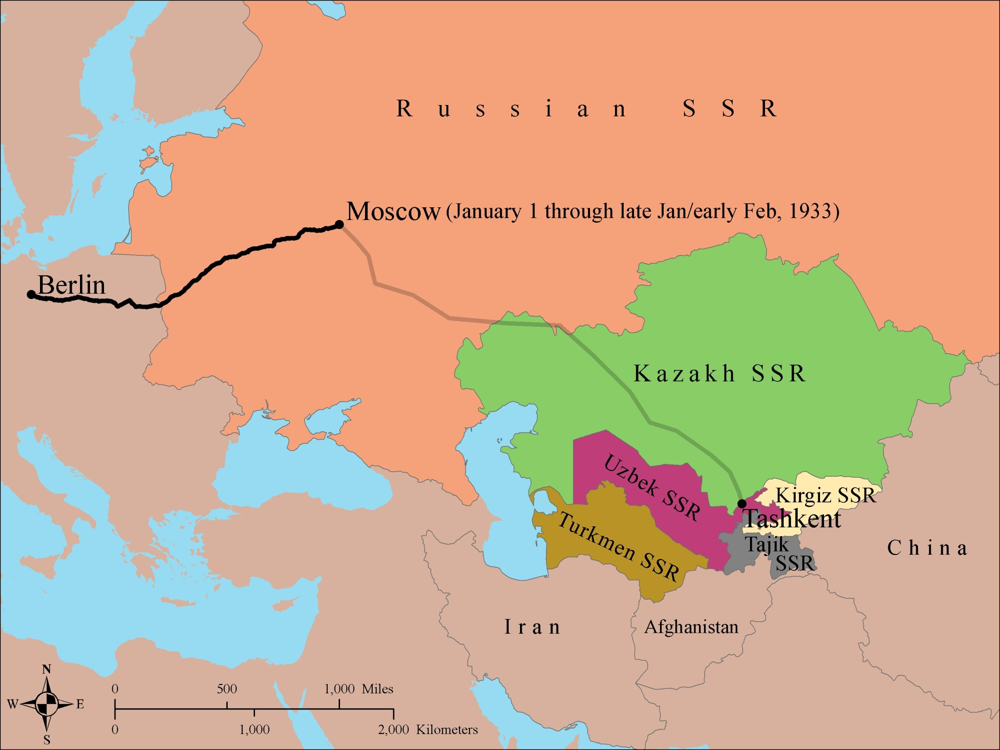 Russian SSR
Moscow (January 1 through late Jan/early Feb, 1933)
Berlin
Kazakh SSR
Uzbek SSR
Kirgiz SSR
Tashkent
Turkmen SSR
Tajik
SSR
China
Iran
Afghanistan
N
W E
S
0 500 1,000 Miles
0 1,000 2,000 Kilometers